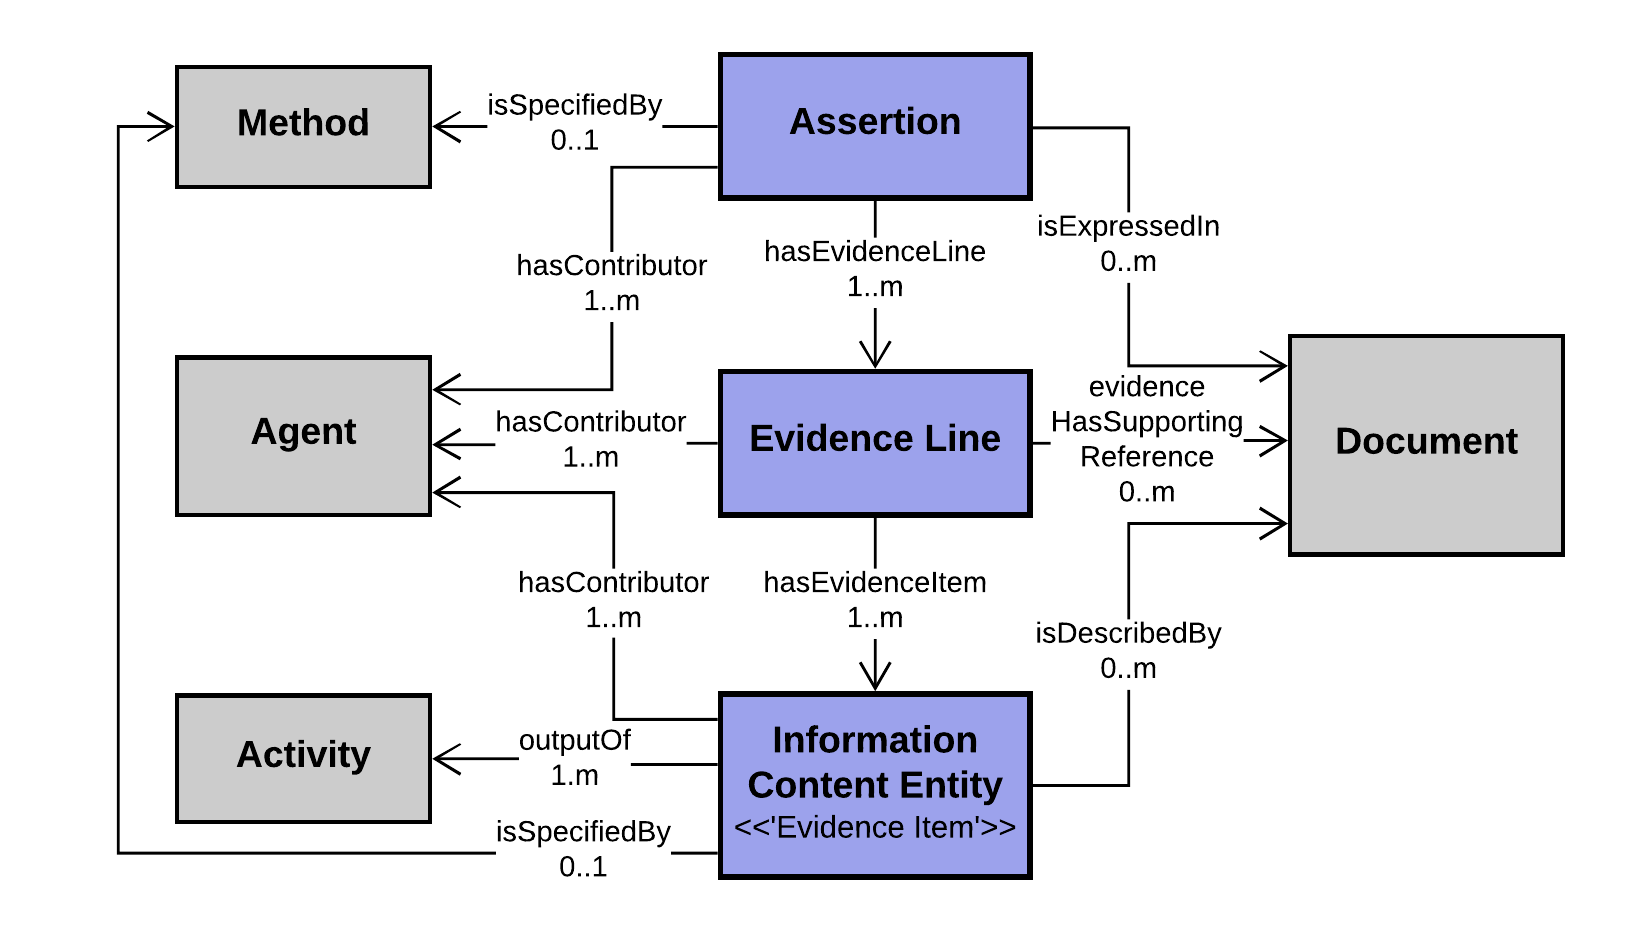 Method
isSpecifiedBy
0..1
Assertion
hasContributor
1..m
hasEvidenceLine
1..m
isExpressedIn
0..m
Agent
hasContributor
1..m
Evidence Line
evidence
HasSupporting
Reference
0..m
Document
hasContributor
1..m
hasEvidenceItem
1..m
isDescribedBy
0..m
Activity
outputOf
1.m
isSpecifiedBy
0..1
Information
Content Entity
<<'Evidence Item'>>